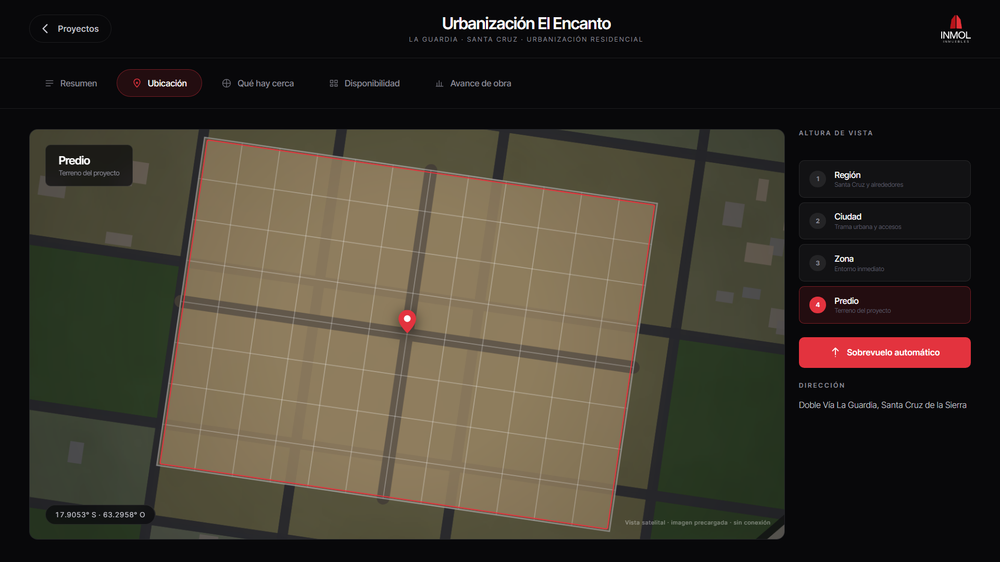 Proyectos
Urbanización El Encanto
LA GUARDIA · SANTA CRUZ · URBANIZACIÓN RESIDENCIAL
INMOL
INMUEBLES
Resumen
Ubicación
Qué hay cerca
Disponibilidad
Avance de obra
Predio
Terreno del proyecto
17.9053° S · 63.2958° O
Vista satelital · imagen precargada · sin conexión
ALTURA DE VISTA
1
Región
Santa Cruz y alrededores
2
Ciudad
Trama urbana y accesos
3
Zona
Entorno inmediato
4
Predio
Terreno del proyecto
Sobrevuelo automático
DIRECCIÓN
Doble Vía La Guardia, Santa Cruz de la Sierra